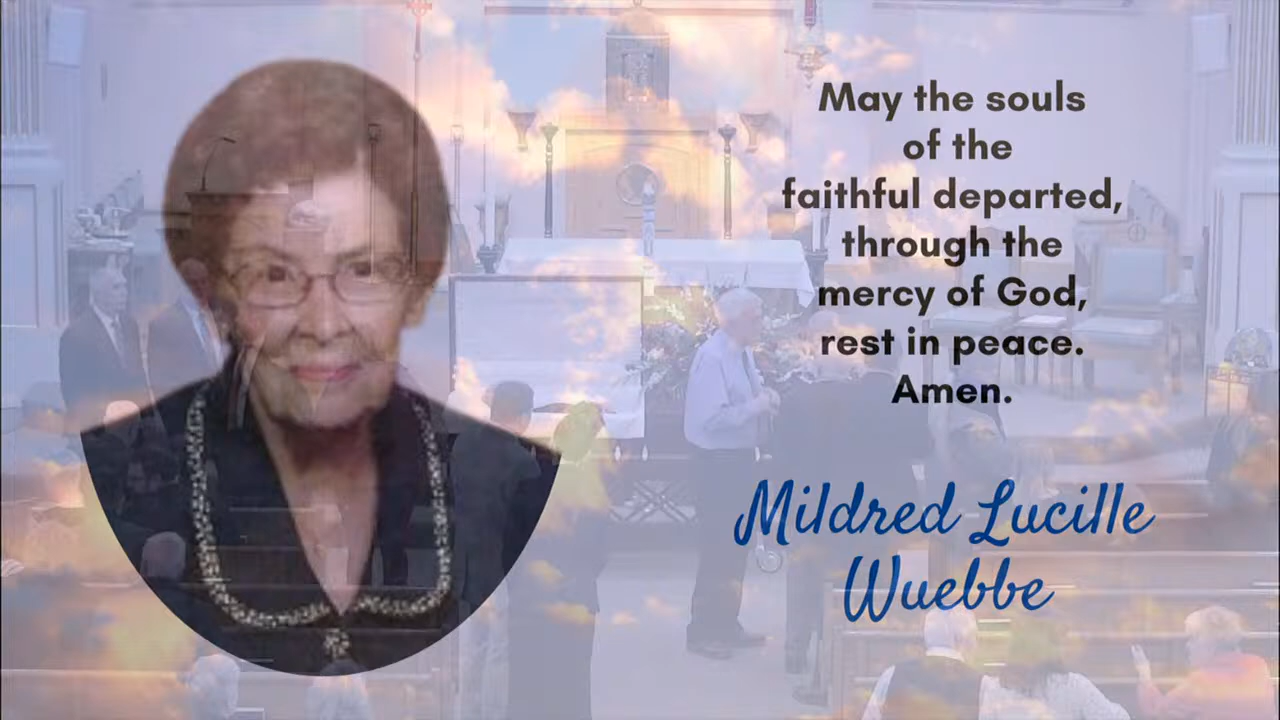 May the souls
of the
faithful departed,
through the
mercy of God,
rest in peace.
Amen.
Mildred Lucille
Wuebbe